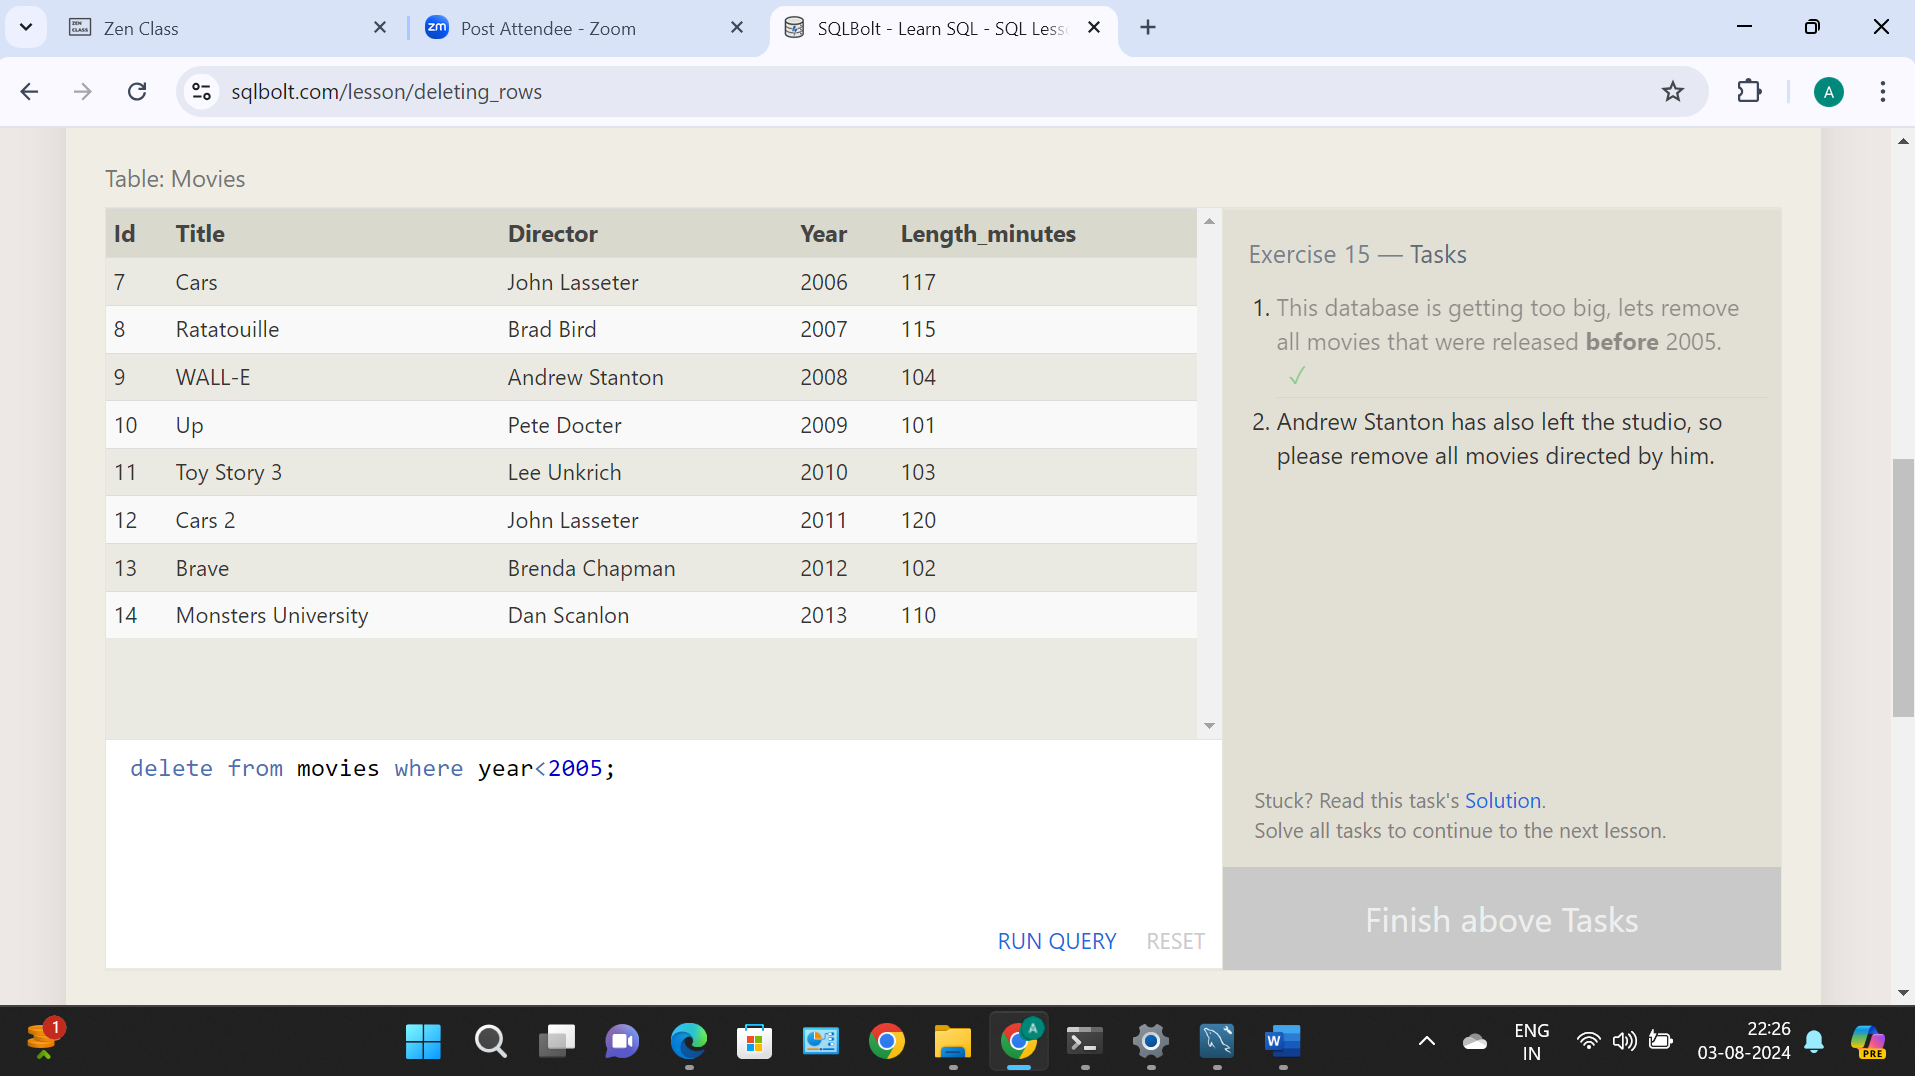 Zen Class
Post Attendee - Zoom
SQLBolt - Learn SQL - SQL Less
sqlbolt.com/lesson/deleting_rows
A
Table: Movies
Id Title Director Year Length_minutes
7 Cars John Lasseter 2006 117
8 Ratatouille Brad Bird 2007 115
9 WALL-E Andrew Stanton 2008 104
10 Up Pete Docter 2009 101
11 Toy Story 3 Lee Unkrich 2010 103
12 Cars 2 John Lasseter 2011 120
13 Brave Brenda Chapman 2012 102
14 Monsters University Dan Scanlon 2013 110
delete from movies where year<2005;
RUN QUERY RESET
Exercise 15 — Tasks
1. This database is getting too big, lets remove
all movies that were released before 2005.
✓
2. Andrew Stanton has also left the studio, so
please remove all movies directed by him.
Stuck? Read this task's Solution.
Solve all tasks to continue to the next lesson.
Finish above Tasks
1
A
W
ENG
IN
22:26
03-08-2024
PRE
ZEN
CLASS
zm